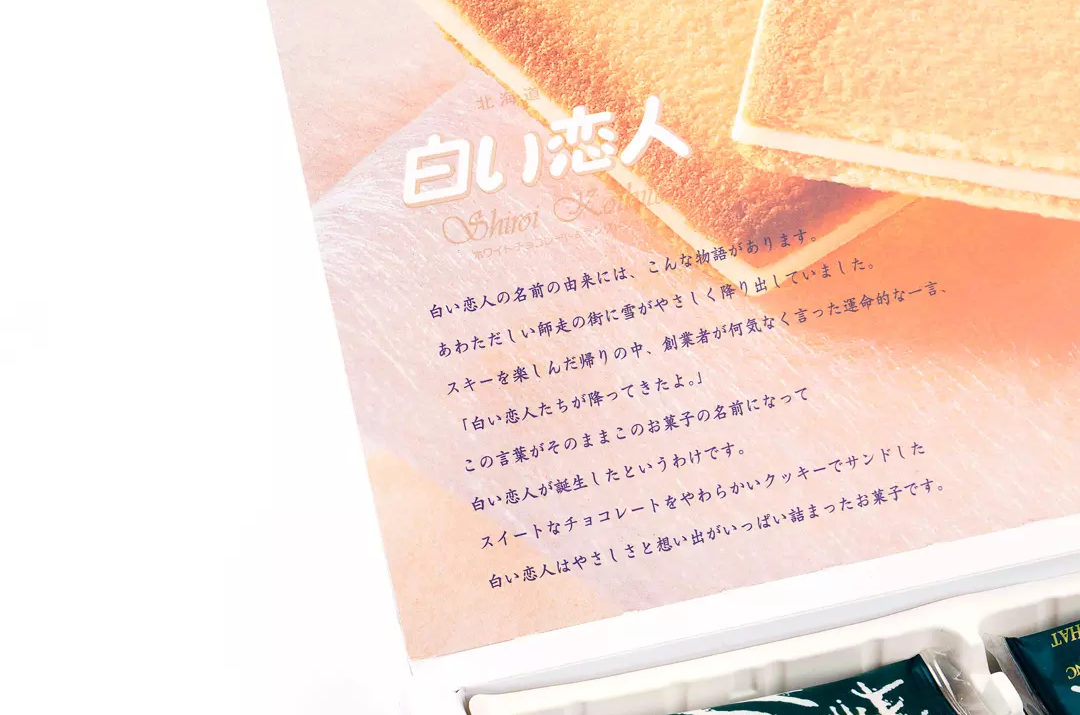 北海道
白い恋人
Shiroi Koibito
白い恋人の名前の由来には、こんな物語があります。
あわただしい師走の街に雪がやさしく降り出していました。
スキーを楽しんだ帰りの中、創業者が何気なく言った運命的な一言、
「白い恋人たちが降ってきたよ。」
この言葉がそのままこのお菓子の名前になって
白い恋人が誕生したというわけです。
スイートなチョコレートをやわらかいクッキーでサンドした
白い恋人はやさしさと想い出がいっぱい詰まったお菓子です。